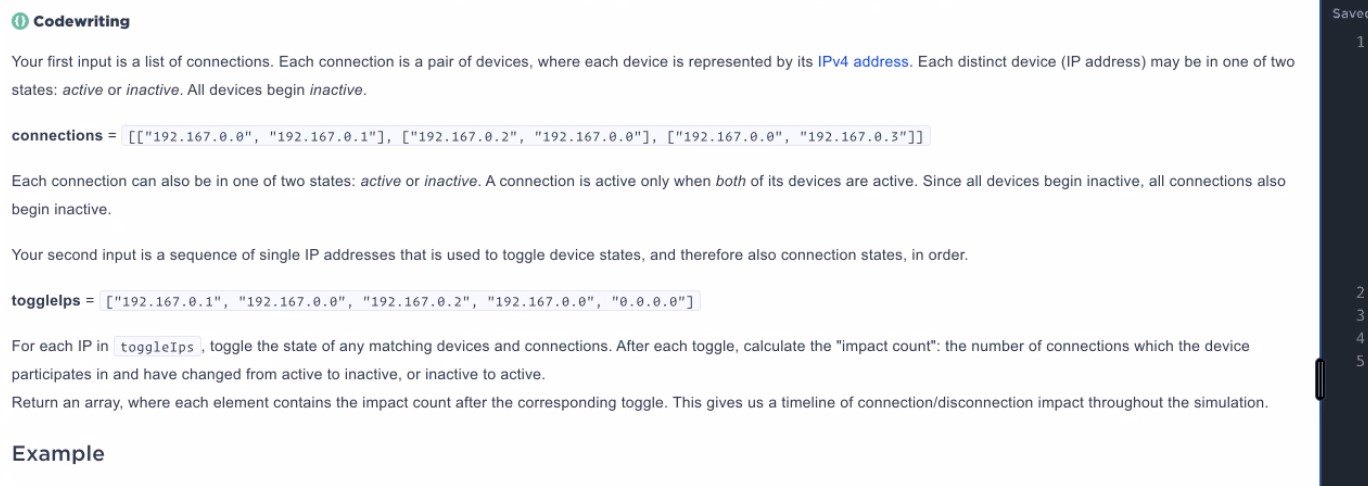 Codewriting
Saved
Your first input is a list of connections. Each connection is a pair of devices, where each device is represented by its IPv4 address. Each distinct device (IP address) may be in one of two
states: active or inactive. All devices begin inactive.
connections = [["192.167.0.0", "192.167.0.1"], ["192.167.0.2", "192.167.0.0"], ["192.167.0.0", "192.167.0.3"]]
Each connection can also be in one of two states: active or inactive. A connection is active only when both of its devices are active. Since all devices begin inactive, all connections also
begin inactive.
Your second input is a sequence of single IP addresses that is used to toggle device states, and therefore also connection states, in order.
toggleIps = ["192.167.0.1", "192.167.0.0", "192.167.0.2", "192.167.0.0", "0.0.0.0"]
For each IP in toggleIps , toggle the state of any matching devices and connections. After each toggle, calculate the "impact count": the number of connections which the device
participates in and have changed from active to inactive, or inactive to active.
Return an array, where each element contains the impact count after the corresponding toggle. This gives us a timeline of connection/disconnection impact throughout the simulation.
Example
1
2
3
4
5